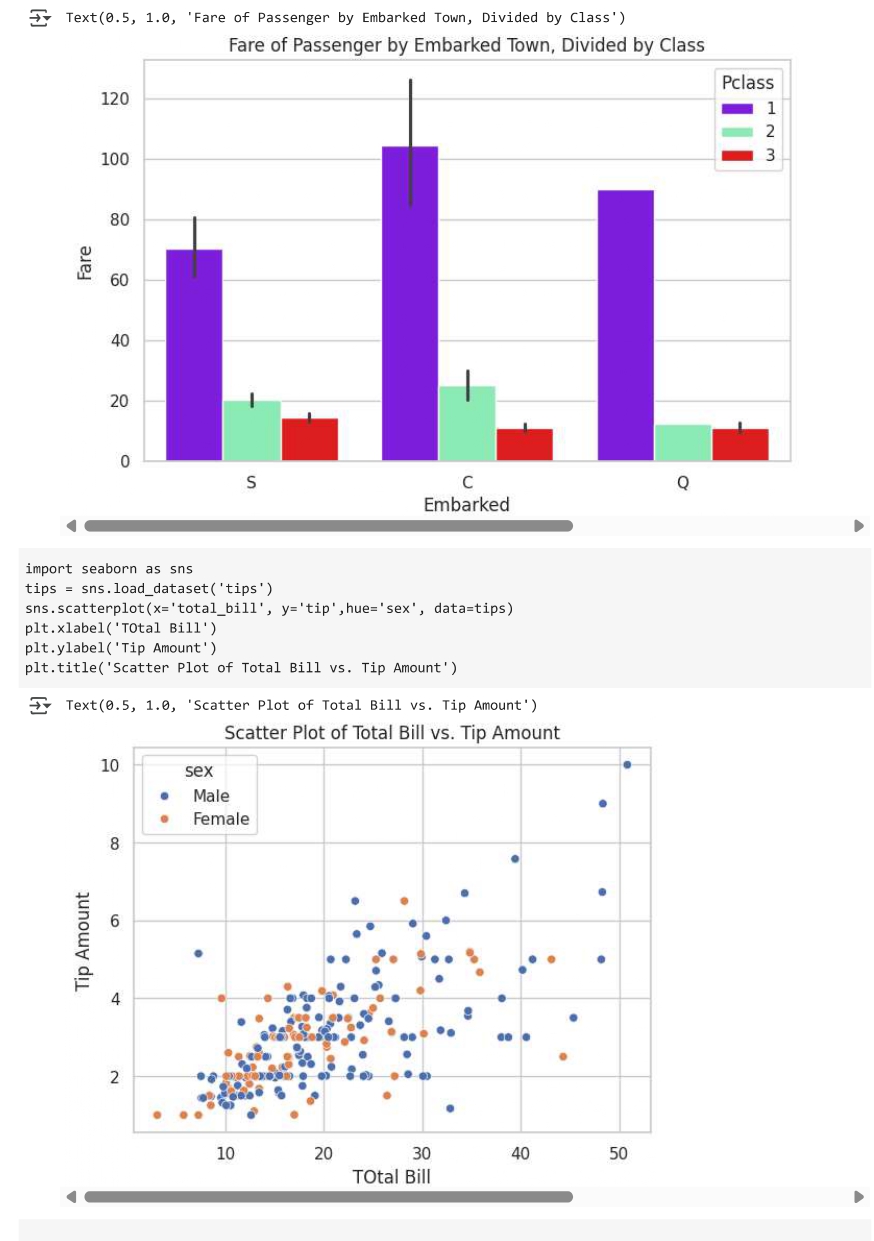 Text(0.5, 1.0, 'Fare of Passenger by Embarked Town, Divided by Class')
Fare of Passenger by Embarked Town, Divided by Class
Pclass
1
2
3
120
100
80
60
40
20
0
Fare
S C Q
Embarked
import seaborn as sns
tips = sns.load_dataset('tips')
sns.scatterplot(x='total_bill', y='tip',hue='sex', data=tips)
plt.xlabel('TOtal Bill')
plt.ylabel('Tip Amount')
plt.title('Scatter Plot of Total Bill vs. Tip Amount')
Text(0.5, 1.0, 'Scatter Plot of Total Bill vs. Tip Amount')
Scatter Plot of Total Bill vs. Tip Amount
sex
Male
Female
10
8
6
4
2
Tip Amount
10 20 30 40 50
TOtal Bill